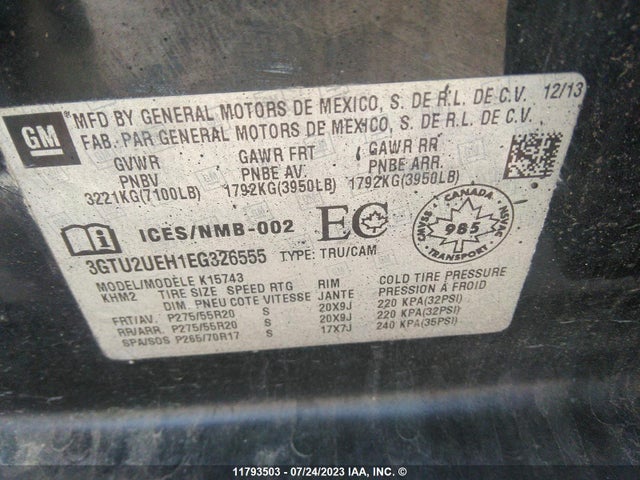 GM
MFD BY GENERAL MOTORS DE MEXICO, S. DE R.L. DE C.V. 12/13
FAB. PAR GENERAL MOTORS DE MEXICO, S. DE R.L. DE C.V.
GVWR GAWR FRT GAWR RR
PNBV PNBE AV. PNBE ARR.
3221KG(7100LB) 1792KG(3950LB) 1792KG(3950LB)
ICES/NMB-002 EC
CANADA
985
TRANSPORT
3GTU2UEH1EG326555 TYPE: TRU/CAM
MODEL/MODÈLE K15743
KHM2 TIRE SIZE SPEED RTG RIM COLD TIRE PRESSURE
DIM. PNEU COTE VITESSE JANTE PRESSION À FROID
FRT/AV. P275/55R20 S 20X9J 220 KPA(32PSI)
RR/ARR. P275/55R20 S 20X9J 220 KPA(32PSI)
SPA/SOS P265/70R17 S 17X7J 240 KPA(35PSI)
11793503 - 07/24/2023 IAA, INC. ©